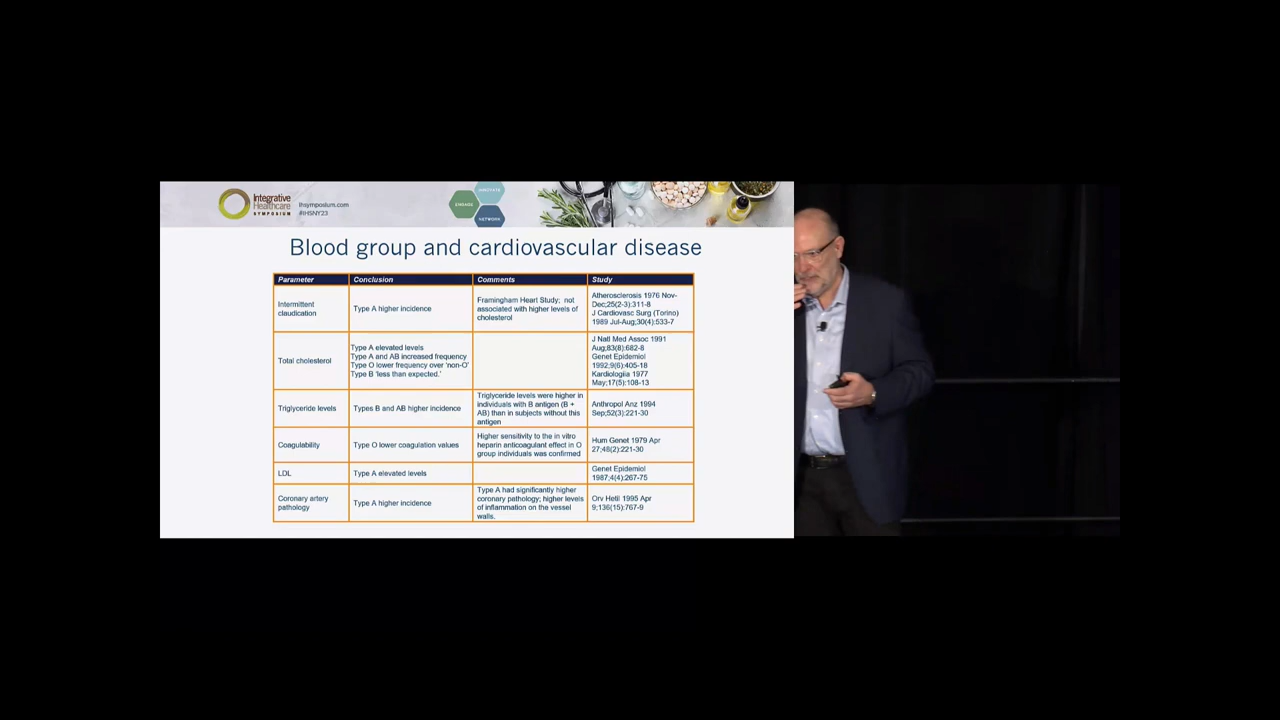 Integrative
Healthcare
SYMPOSIUM
ihsymposium.com
#IHSNY23
INNOVATE
ENGAGE
NETWORK
Blood group and cardiovascular disease
Parameter Conclusion Comments Study
Intermittent
claudication
Type A higher incidence
Framingham Heart Study; not
associated with higher levels of
cholesterol
Atherosclerosis 1976 Nov-
Dec;25(2-3):311-8
J Cardiovasc Surg (Torino)
1989 Jul-Aug;30(4):533-7
Total cholesterol
Type A elevated levels
Type A and AB increased frequency
Type O lower frequency over 'non-O'
Type B 'less than expected.'
J Natl Med Assoc 1991
Aug;83(8):682-8
Genet Epidemiol
1992;9(6):405-18
Kardiologiia 1977
May;17(5):108-13
Triglyceride levels
Types B and AB higher incidence
Triglyceride levels were higher in
individuals with B antigen (B +
AB) than in subjects without this
antigen
Anthropol Anz 1994
Sep;52(3):221-30
Coagulability
Type O lower coagulation values
Higher sensitivity to the in vitro
heparin anticoagulant effect in O
group individuals was confirmed
Hum Genet 1979 Apr
27;48(2):221-30
LDL
Type A elevated levels
Genet Epidemiol
1987;4(4):267-75
Coronary artery
pathology
Type A higher incidence
Type A had significantly higher
coronary pathology; higher levels
of inflammation on the vessel
walls.
Orv Hetil 1995 Apr
9;136(15):767-9